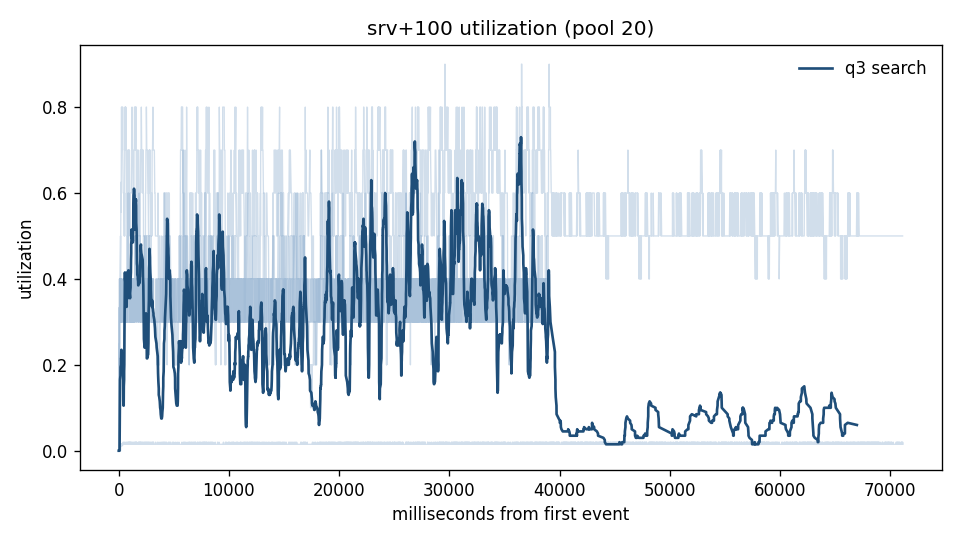 srv+100 utilization (pool 20)
q3 search
utilization
0.8
0.6
0.4
0.2
0.0
0 10000 20000 30000 40000 50000 60000 70000
milliseconds from first event